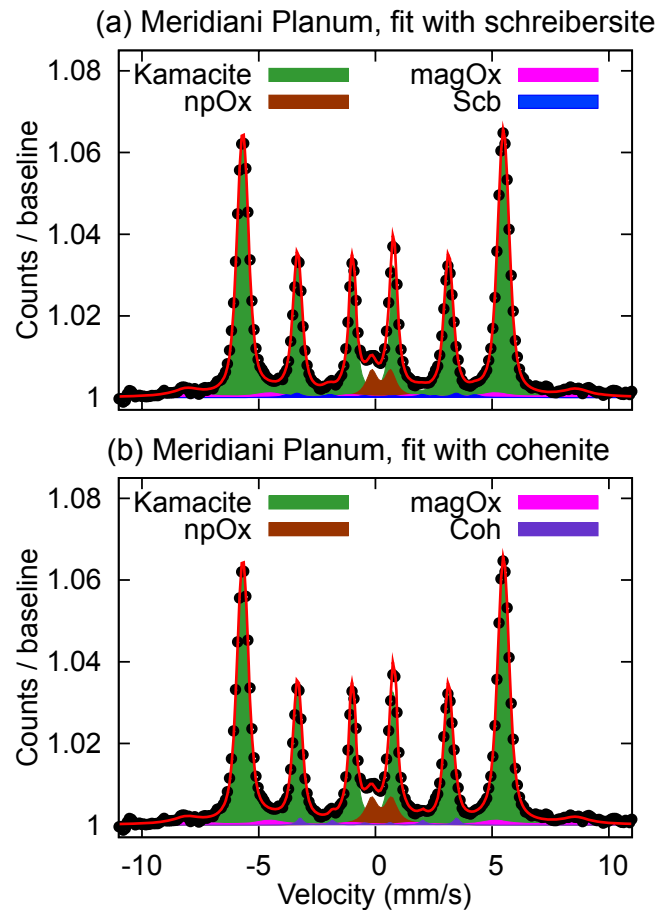 (a) Meridiani Planum, fit with schreibersite
1.08
Kamacite magOx
npOx Scb
1.06
1.04
1.02
1
Counts / baseline
(b) Meridiani Planum, fit with cohenite
1.08
Kamacite magOx
npOx Coh
1.06
1.04
1.02
1
Counts / baseline
-10 -5 0 5 10
Velocity (mm/s)